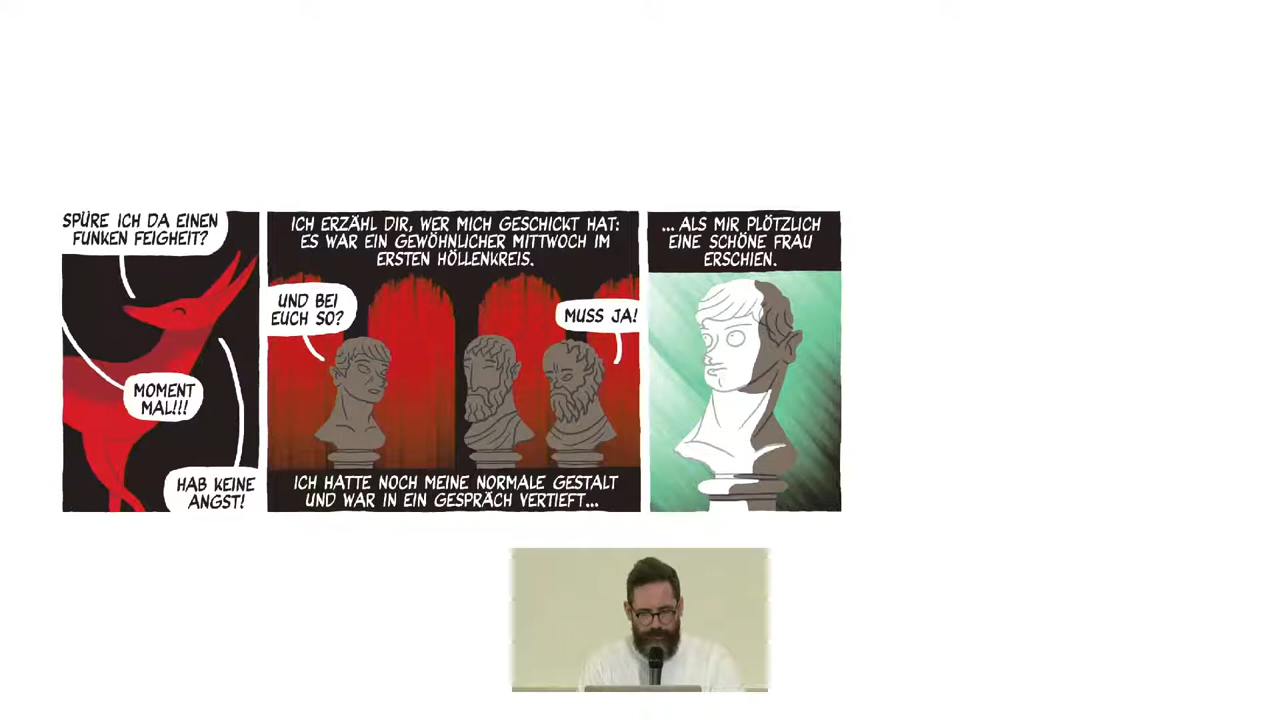 SPÜRE ICH DA EINEN
FUNKEN FEIGHEIT?
MOMENT
MAL!!!
HAB KEINE
ANGST!
ICH ERZÄHL DIR, WER MICH GESCHICKT HAT:
ES WAR EIN GEWÖHNLICHER MITTWOCH IM
ERSTEN HÖLLENKREIS.
UND BEI
EUCH SO?
MUSS JA!
ICH HATTE NOCH MEINE NORMALE GESTALT
UND WAR IN EIN GESPRÄCH VERTIEFT...
... ALS MIR PLÖTZLICH
EINE SCHÖNE FRAU
ERSCHIEN.